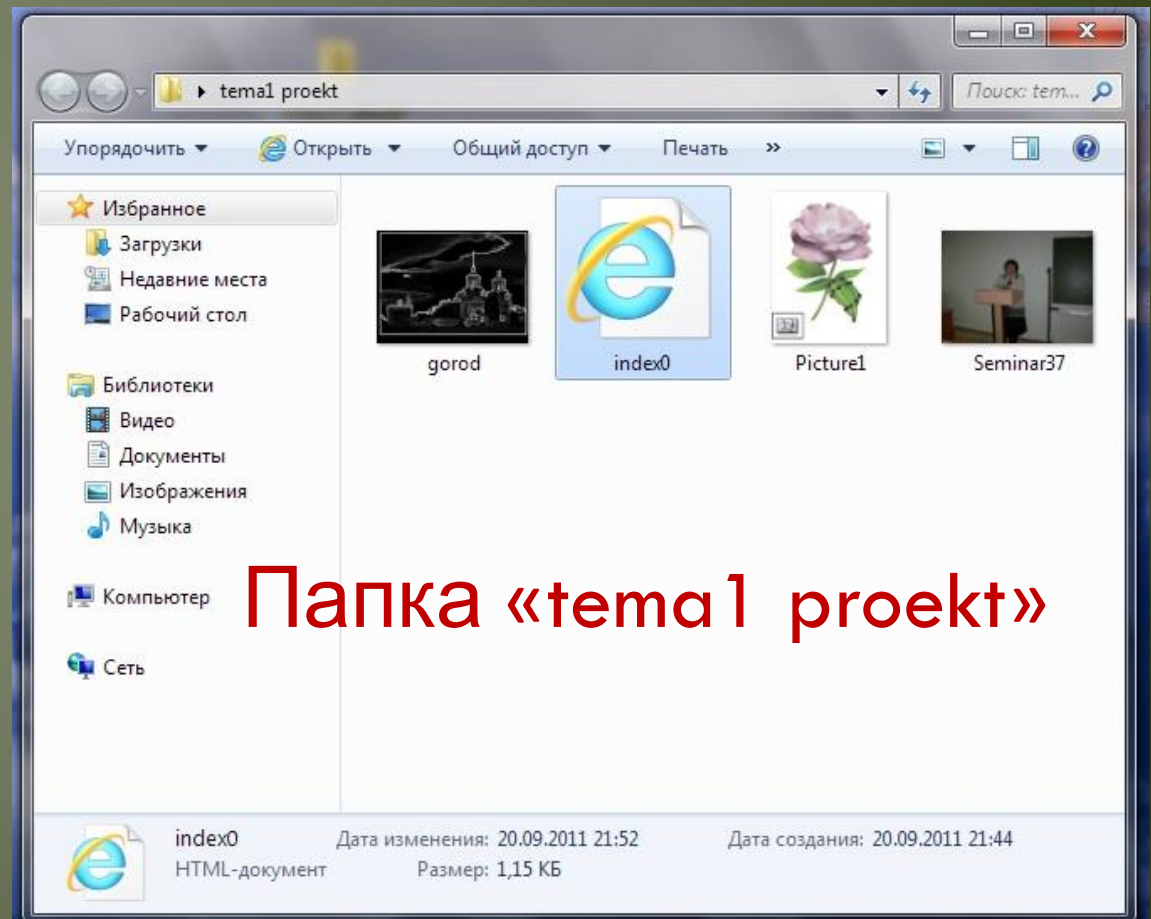 tema1 proekt
Поиск: tem...
Упорядочить Открыть Общий доступ Печать »
Избранное
Загрузки
Недавние места
Рабочий стол
Библиотеки
Видео
Документы
Изображения
Музыка
Компьютер
Сеть
gorod index0 Picture1 Seminar37
Папка «tema1 proekt»
index0 Дата изменения: 20.09.2011 21:52 Дата создания: 20.09.2011 21:44
HTML-документ Размер: 1,15 КБ